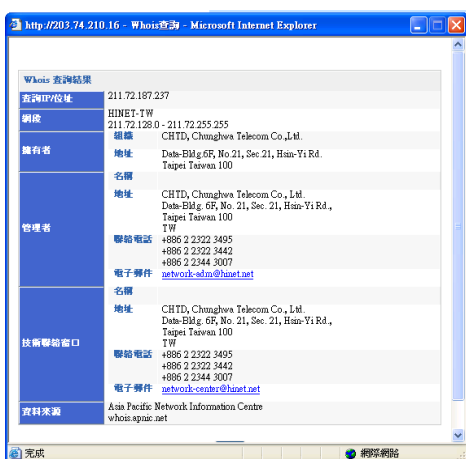 http://203.74.210.16 - Whois查詢 - Microsoft Internet Explorer
Whois 查詢結果
查詢IP/位址 211.72.187.237
網段 HINET-TW
211.72.128.0 - 211.72.255.255
擁有者 組織 CHTD, Chunghwa Telecom Co.,Ltd.
地址 Data-Bldg.6F, No.21, Sec.21, Hsin-Yi Rd.
Taipei Taiwan 100
管理者 名稱
地址 CHTD, Chunghwa Telecom Co., Ltd.
Data-Bldg. 6F, No. 21, Sec. 21, Hsin-Yi Rd.,
Taipei Taiwan 100
TW
聯絡電話 +886 2 2322 3495
+886 2 2322 3442
+886 2 2344 3007
電子郵件 network-adm@hinet.net
技術聯絡窗口 名稱
地址 CHTD, Chunghwa Telecom Co., Ltd.
Data-Bldg. 6F, No. 21, Sec. 21, Hsin-Yi Rd.,
Taipei Taiwan 100
TW
聯絡電話 +886 2 2322 3495
+886 2 2322 3442
+886 2 2344 3007
電子郵件 network-center@hinet.net
資料來源 Asia Pacific Network Information Centre
whois.apnic.net
完成 網際網路